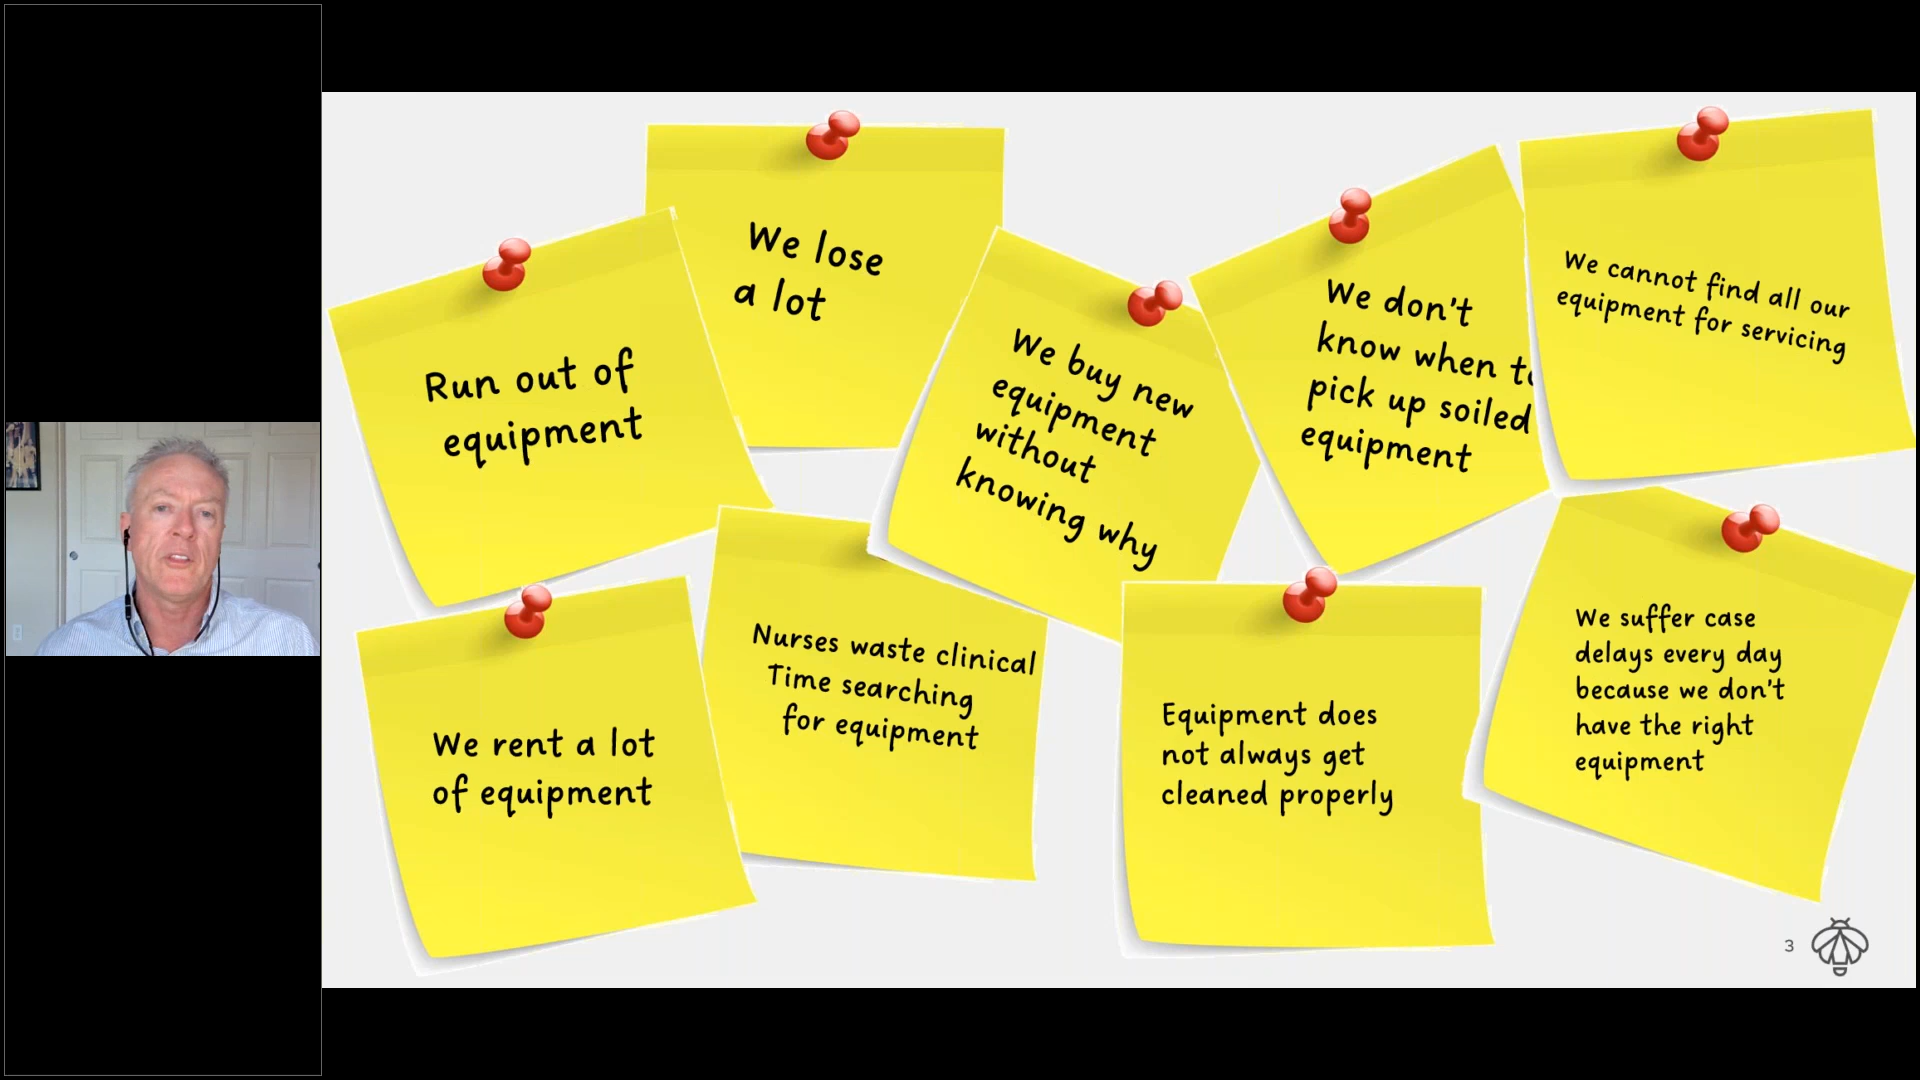 We lose
a lot
Run out of
equipment
We buy new
equipment
without
knowing why
We don't
know when to
pick up soiled
equipment
We cannot find all our
equipment for servicing
We rent a lot
of equipment
Nurses waste clinical
Time searching
for equipment
Equipment does
not always get
cleaned properly
We suffer case
delays every day
because we don't
have the right
equipment
3